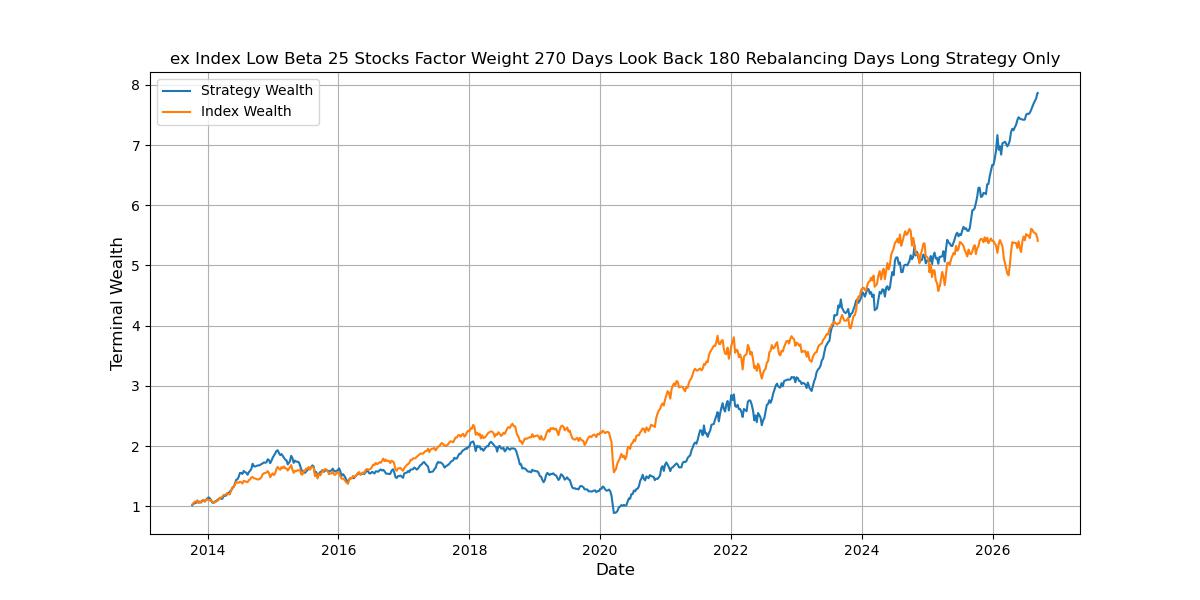 ex Index Low Beta 25 Stocks Factor Weight 270 Days Look Back 180 Rebalancing Days Long Strategy Only
Strategy Wealth
Index Wealth
Terminal Wealth
8
7
6
5
4
3
2
1
2014 2016 2018 2020 2022 2024 2026
Date